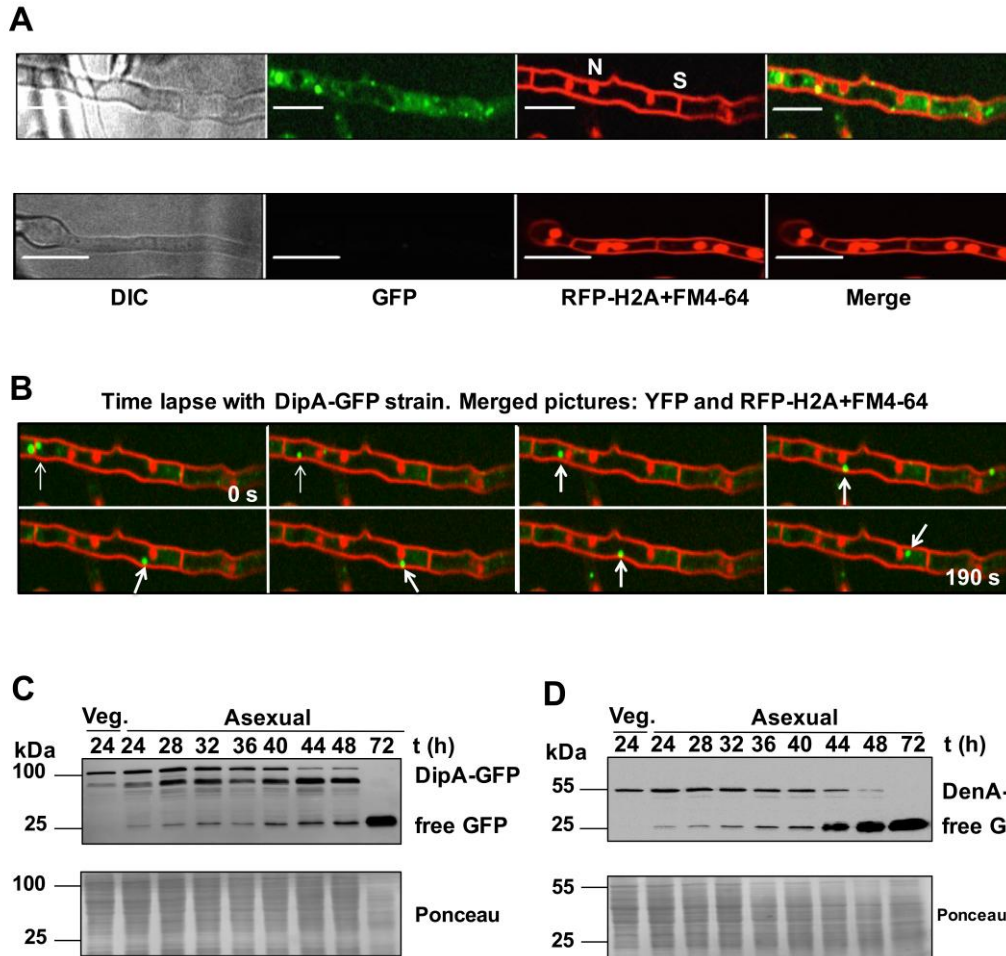 A
N
S
DIC GFP RFP-H2A+FM4-64 Merge
B
Time lapse with DipA-GFP strain. Merged pictures: YFP and RFP-H2A+FM4-64
0 s
190 s
C
Veg. Asexual
kDa 24 24 28 32 36 40 44 48 72 t (h)
100 DipA-GFP
25 free GFP
100
Ponceau
25
D
Veg. Asexual
kDa 24 24 28 32 36 40 44 48 72 t (h)
55 DenA-
25 free G
55
Ponceau
25